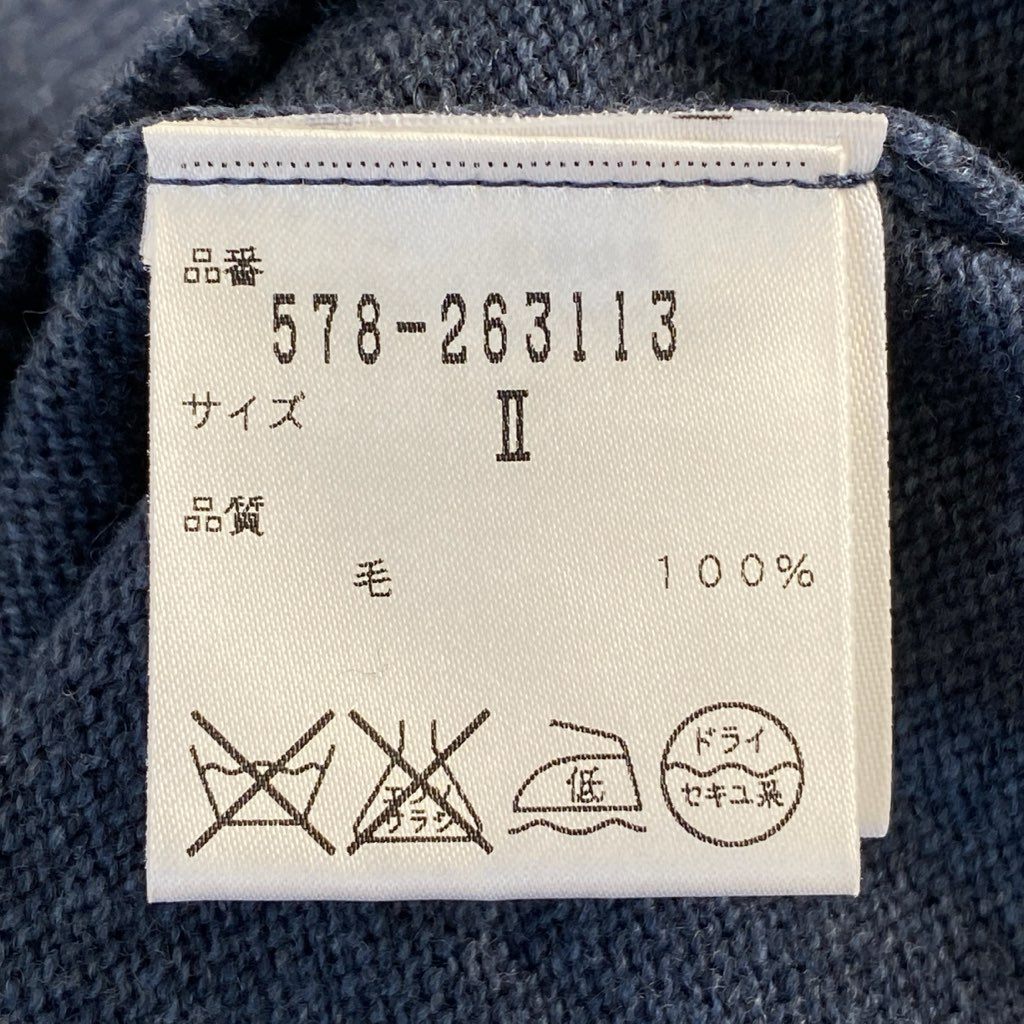 品番
578-263113
サイズ
Ⅱ
品質
毛 100%
エンソ
サラシ
低
ドライ
セキユ系